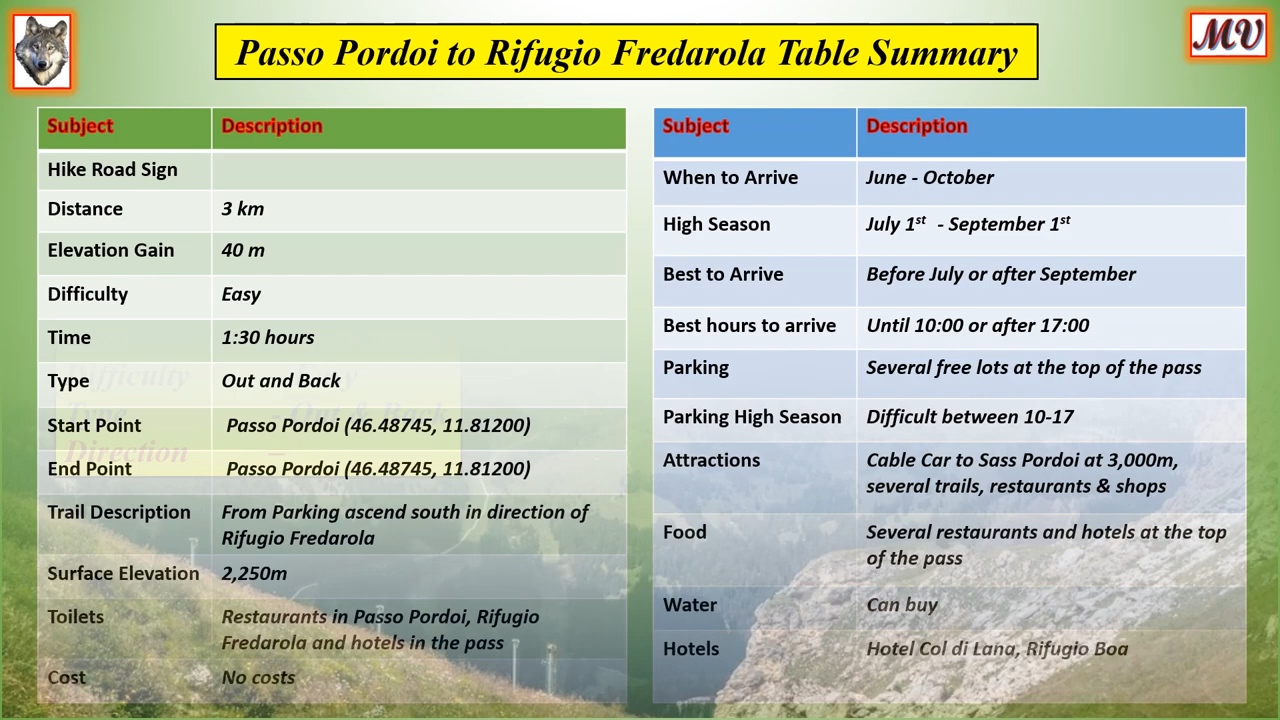 MV
Passo Pordoi to Rifugio Fredarola Table Summary
Subject Description
Hike Road Sign
Distance 3 km
Elevation Gain 40 m
Difficulty Easy
Time 1:30 hours
Type Out and Back
Start Point Passo Pordoi (46.48745, 11.81200)
End Point Passo Pordoi (46.48745, 11.81200)
Trail Description From Parking ascend south in direction of
Rifugio Fredarola
Surface Elevation 2,250m
Toilets Restaurants in Passo Pordoi, Rifugio
Fredarola and hotels in the pass
Cost No costs
Subject Description
When to Arrive June - October
High Season July 1st - September 1st
Best to Arrive Before July or after September
Best hours to arrive Until 10:00 or after 17:00
Parking Several free lots at the top of the pass
Parking High Season Difficult between 10-17
Attractions Cable Car to Sass Pordoi at 3,000m,
several trails, restaurants & shops
Food Several restaurants and hotels at the top
of the pass
Water Can buy
Hotels Hotel Col di Lana, Rifugio Boa
Difficulty
Type - Out & Back
Direction –